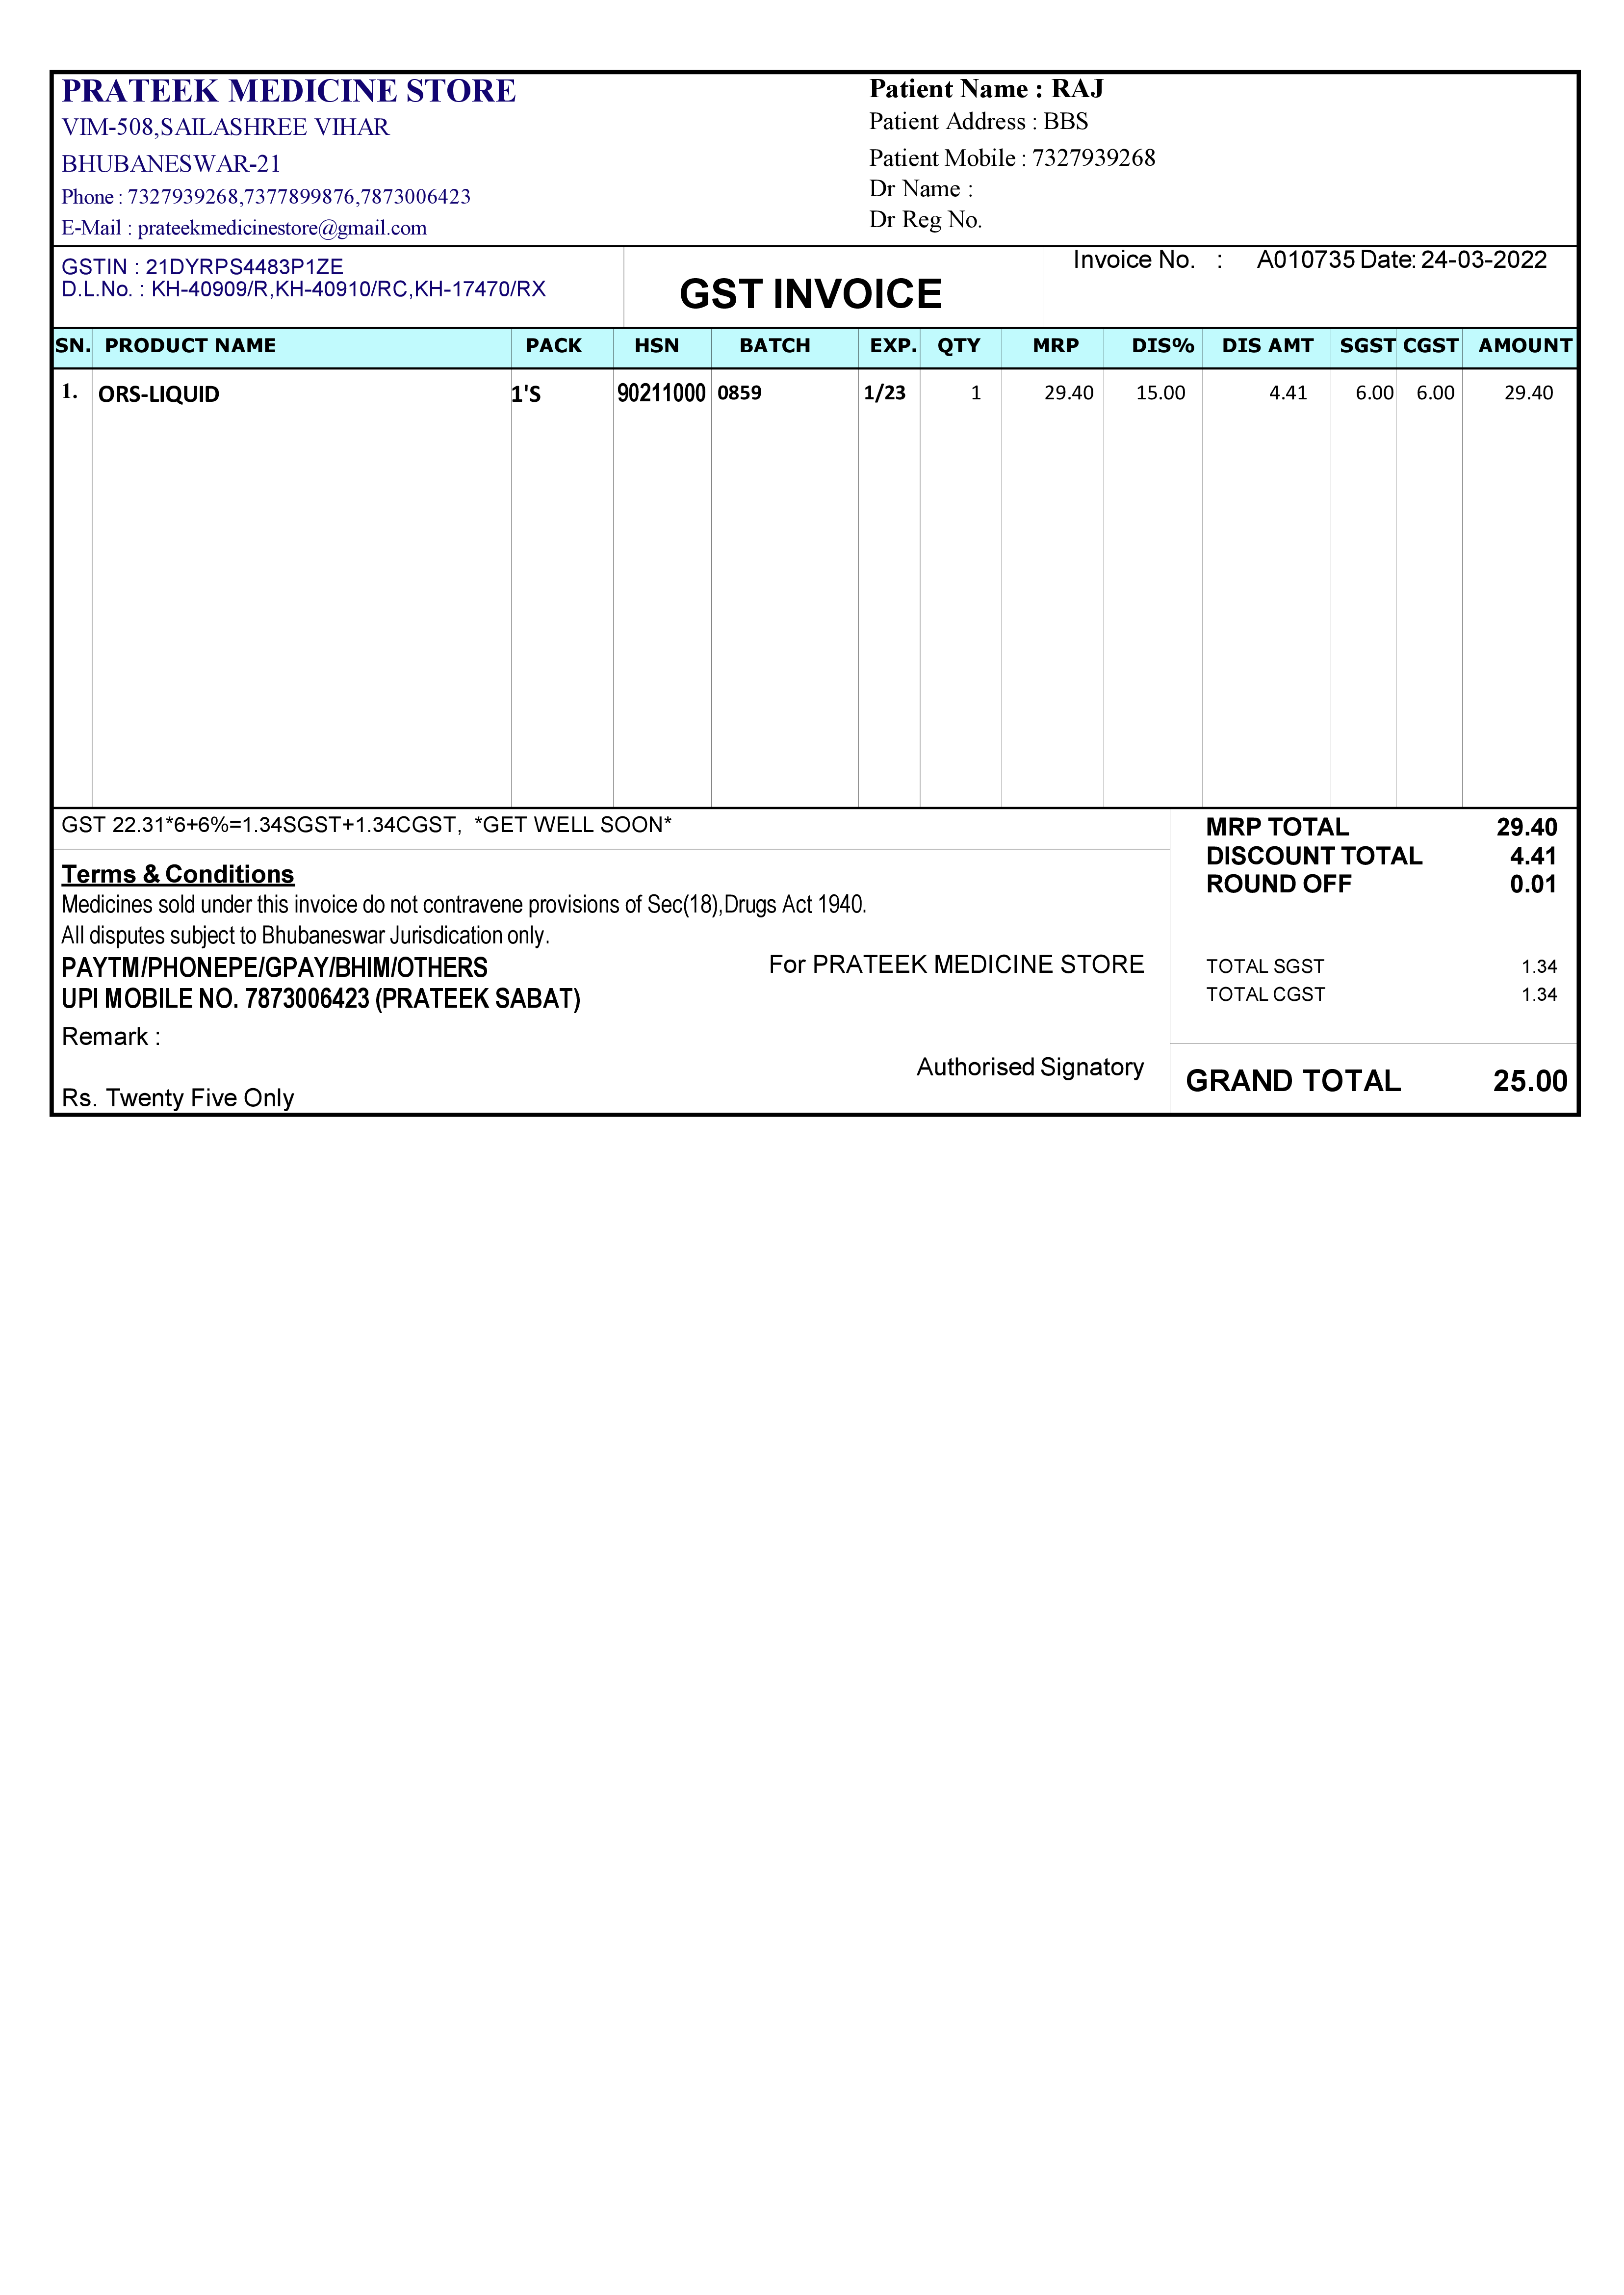 PRATEEK MEDICINE STORE
VIM-508,SAILASHREE VIHAR
BHUBANESWAR-21
Phone : 7327939268,7377899876,7873006423
E-Mail : prateekmedicinestore@gmail.com
Patient Name : RAJ
Patient Address : BBS
Patient Mobile : 7327939268
Dr Name :
Dr Reg No.
GSTIN : 21DYRPS4483P1ZE
D.L.No. : KH-40909/R,KH-40910/RC,KH-17470/RX
GST INVOICE
Invoice No. : A010735 Date: 24-03-2022
SN. PRODUCT NAME PACK HSN BATCH EXP. QTY MRP DIS% DIS AMT SGST CGST AMOUNT
1. ORS-LIQUID 1'S 90211000 0859 1/23 1 29.40 15.00 4.41 6.00 6.00 29.40
GST 22.31*6+6%=1.34SGST+1.34CGST, *GET WELL SOON*
Terms & Conditions
Medicines sold under this invoice do not contravene provisions of Sec(18),Drugs Act 1940.
All disputes subject to Bhubaneswar Jurisdication only.
PAYTM/PHONEPE/GPAY/BHIM/OTHERS
UPI MOBILE NO. 7873006423 (PRATEEK SABAT)
Remark :
Rs. Twenty Five Only
For PRATEEK MEDICINE STORE
Authorised Signatory
MRP TOTAL 29.40
DISCOUNT TOTAL 4.41
ROUND OFF 0.01
TOTAL SGST 1.34
TOTAL CGST 1.34
GRAND TOTAL 25.00